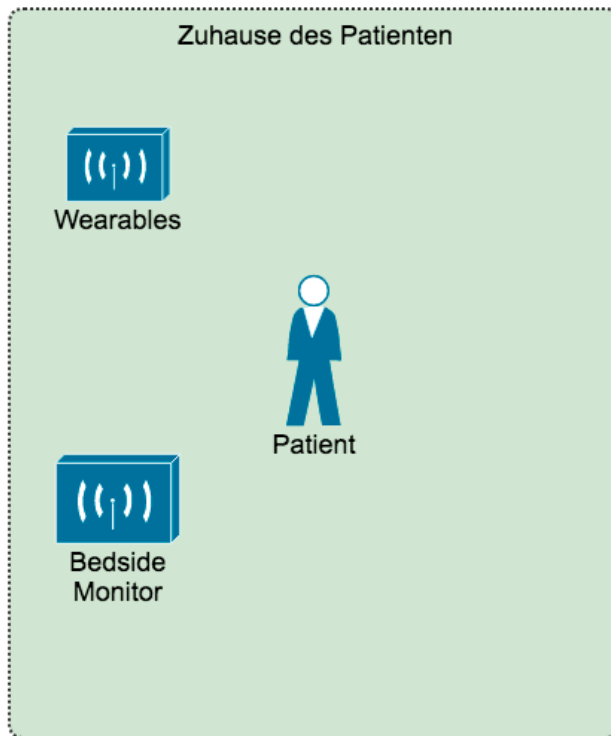 Zuhause des Patienten
Wearables
Patient
Bedside
Monitor